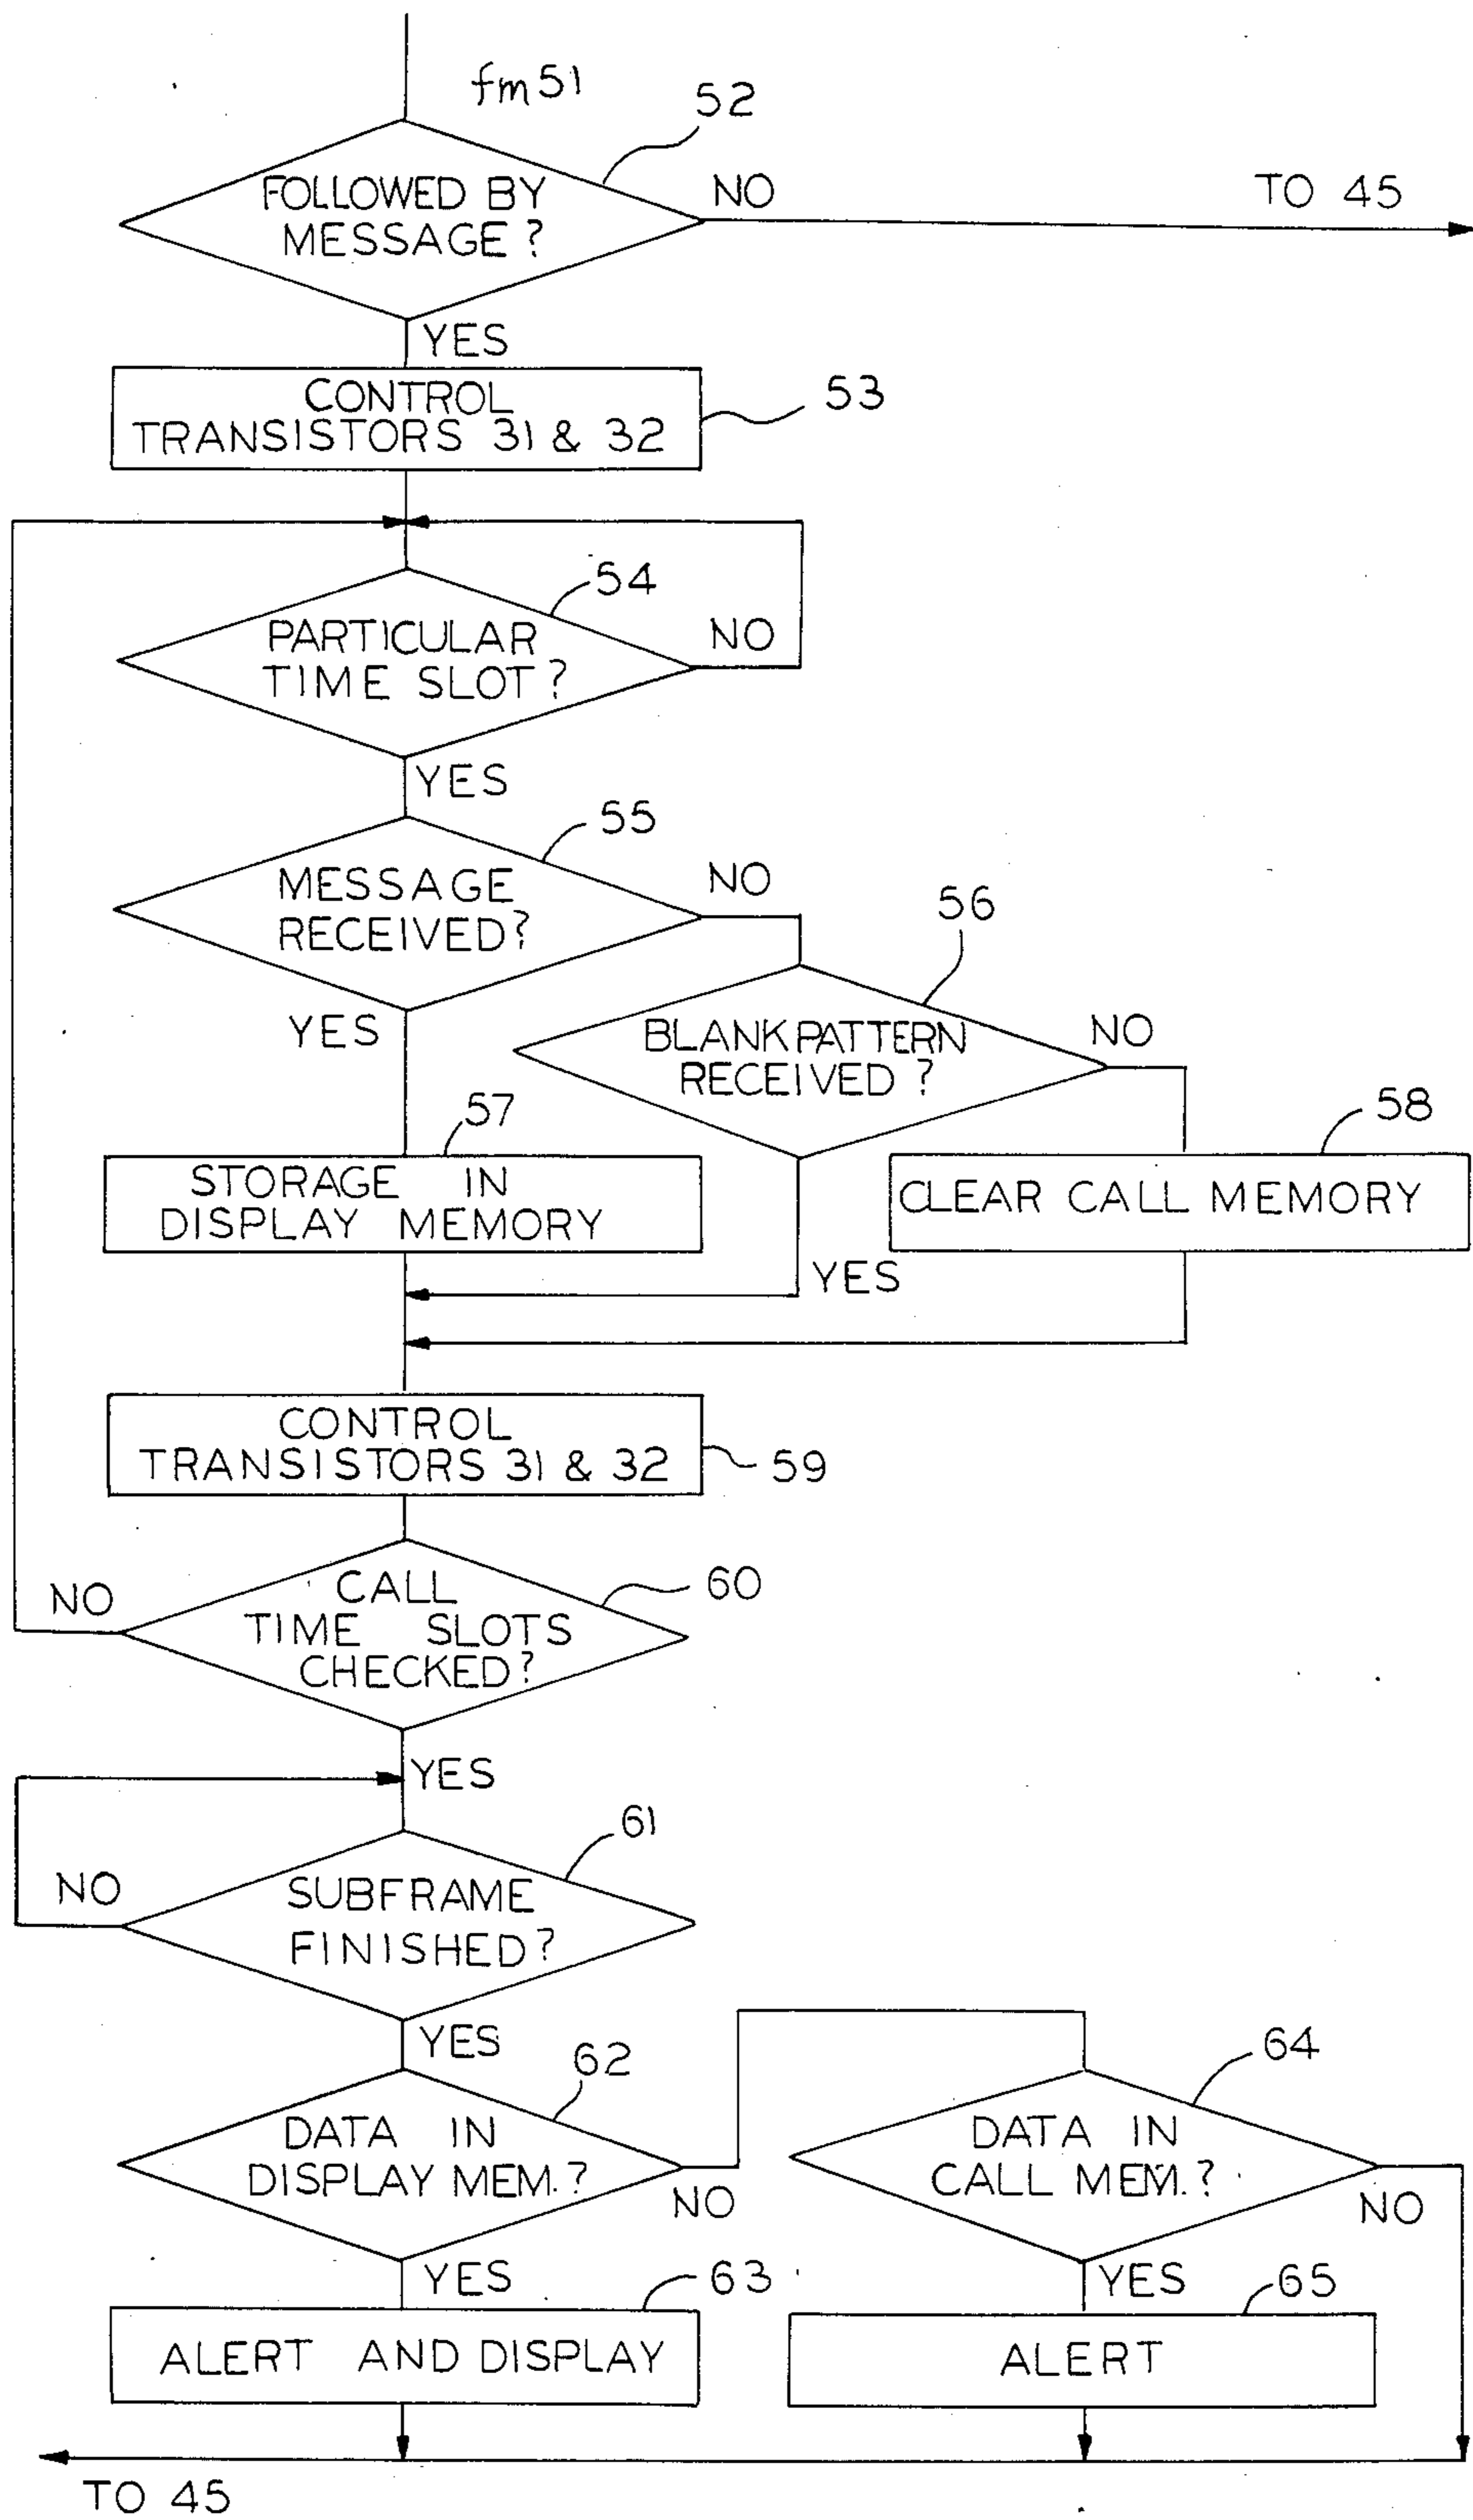 fm51
52
FOLLOWED BY
MESSAGE?
NO
TO 45
YES
CONTROL
TRANSISTORS 31 & 32
53
54
PARTICULAR
TIME SLOT?
NO
YES
55
MESSAGE
RECEIVED?
NO
56
YES
BLANK PATTERN
RECEIVED?
NO
57
58
STORAGE IN
DISPLAY MEMORY
CLEAR CALL MEMORY
YES
CONTROL
TRANSISTORS 31 & 32
59
CALL
TIME SLOTS
CHECKED?
60
NO
YES
61
SUBFRAME
FINISHED?
NO
YES
62
64
DATA IN
DISPLAY MEM.?
NO
DATA IN
CALL MEM.?
NO
YES
63
YES
65
ALERT AND DISPLAY
ALERT
TO 45